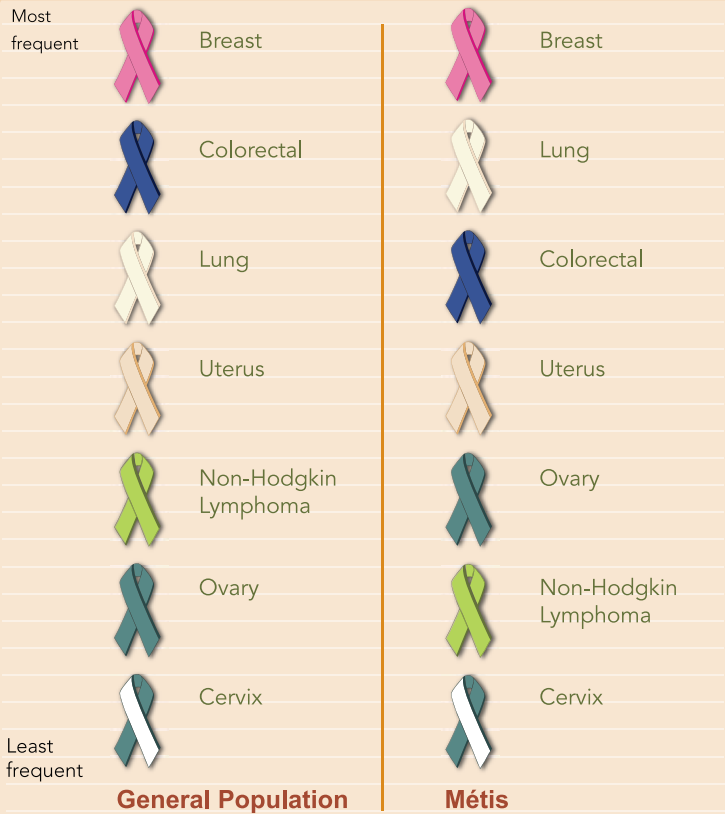 Most
frequent
Breast
Colorectal
Lung
Uterus
Non-Hodgkin
Lymphoma
Ovary
Cervix
Least
frequent
General Population
Breast
Lung
Colorectal
Uterus
Ovary
Non-Hodgkin
Lymphoma
Cervix
Métis